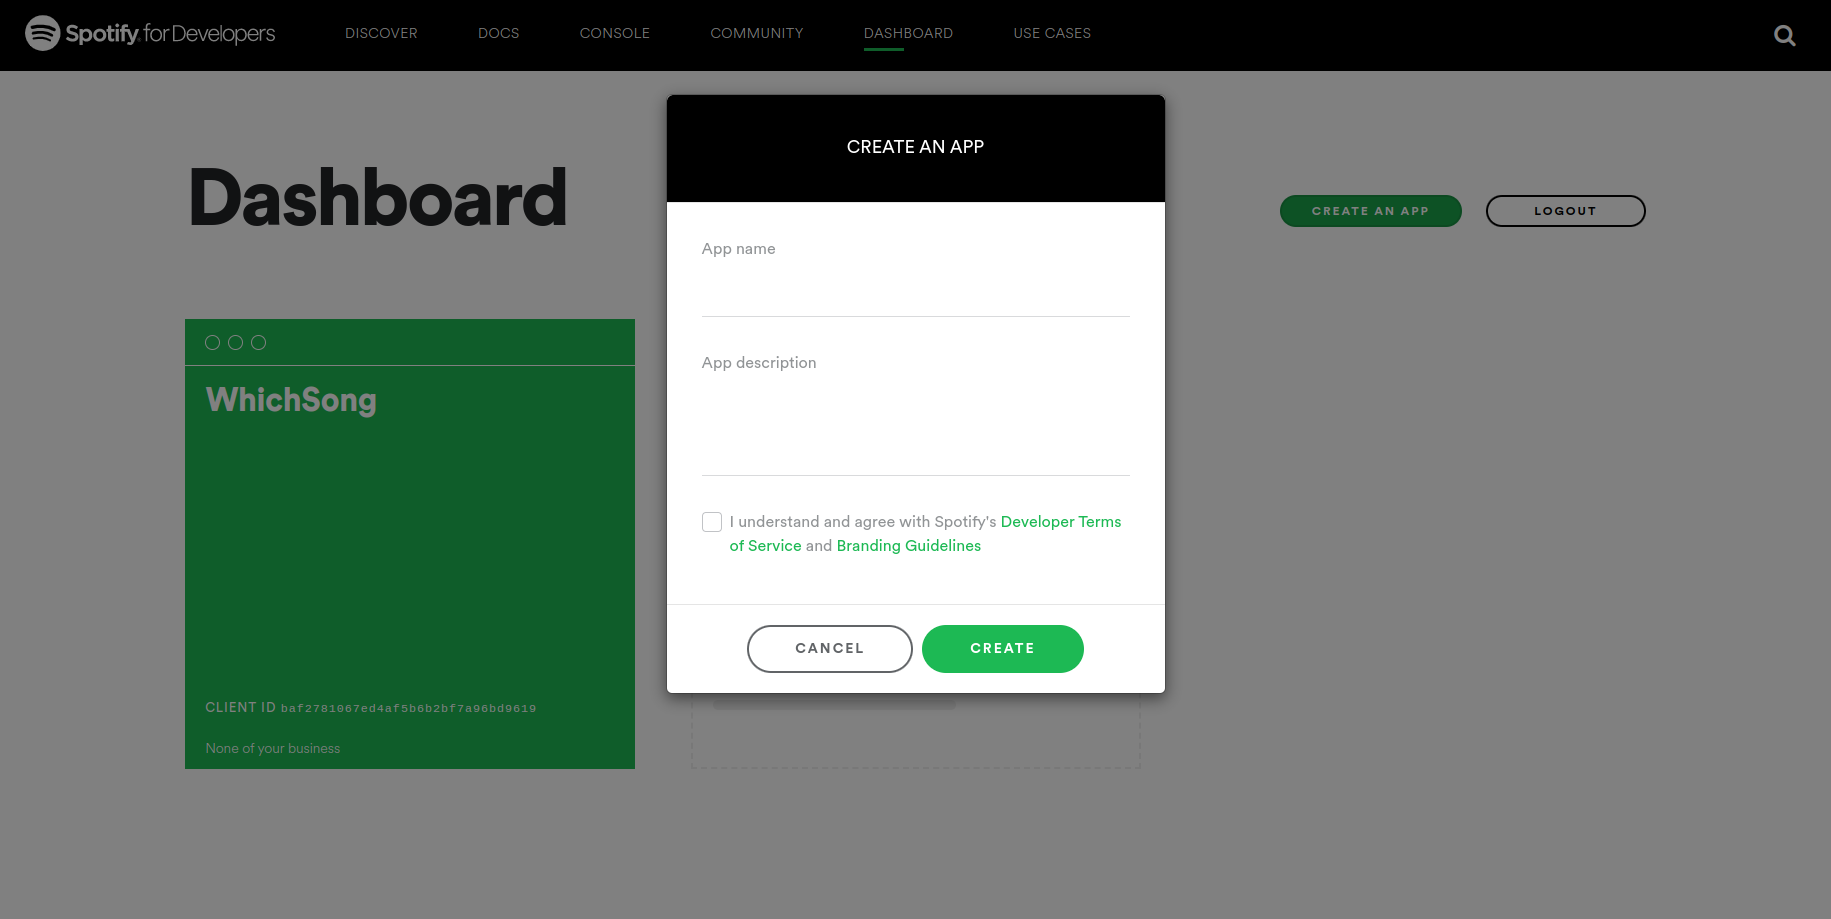 Spotify for Developers
DISCOVER
DOCS
CONSOLE
COMMUNITY
DASHBOARD
USE CASES
Dashboard
CREATE AN APP
LOGOUT
WhichSong
CLIENT ID baf2781067ed4af5b6b2bf7a96bd9619
None of your business
CREATE AN APP
App name
App description
I understand and agree with Spotify's Developer Terms
of Service and Branding Guidelines
CANCEL
CREATE